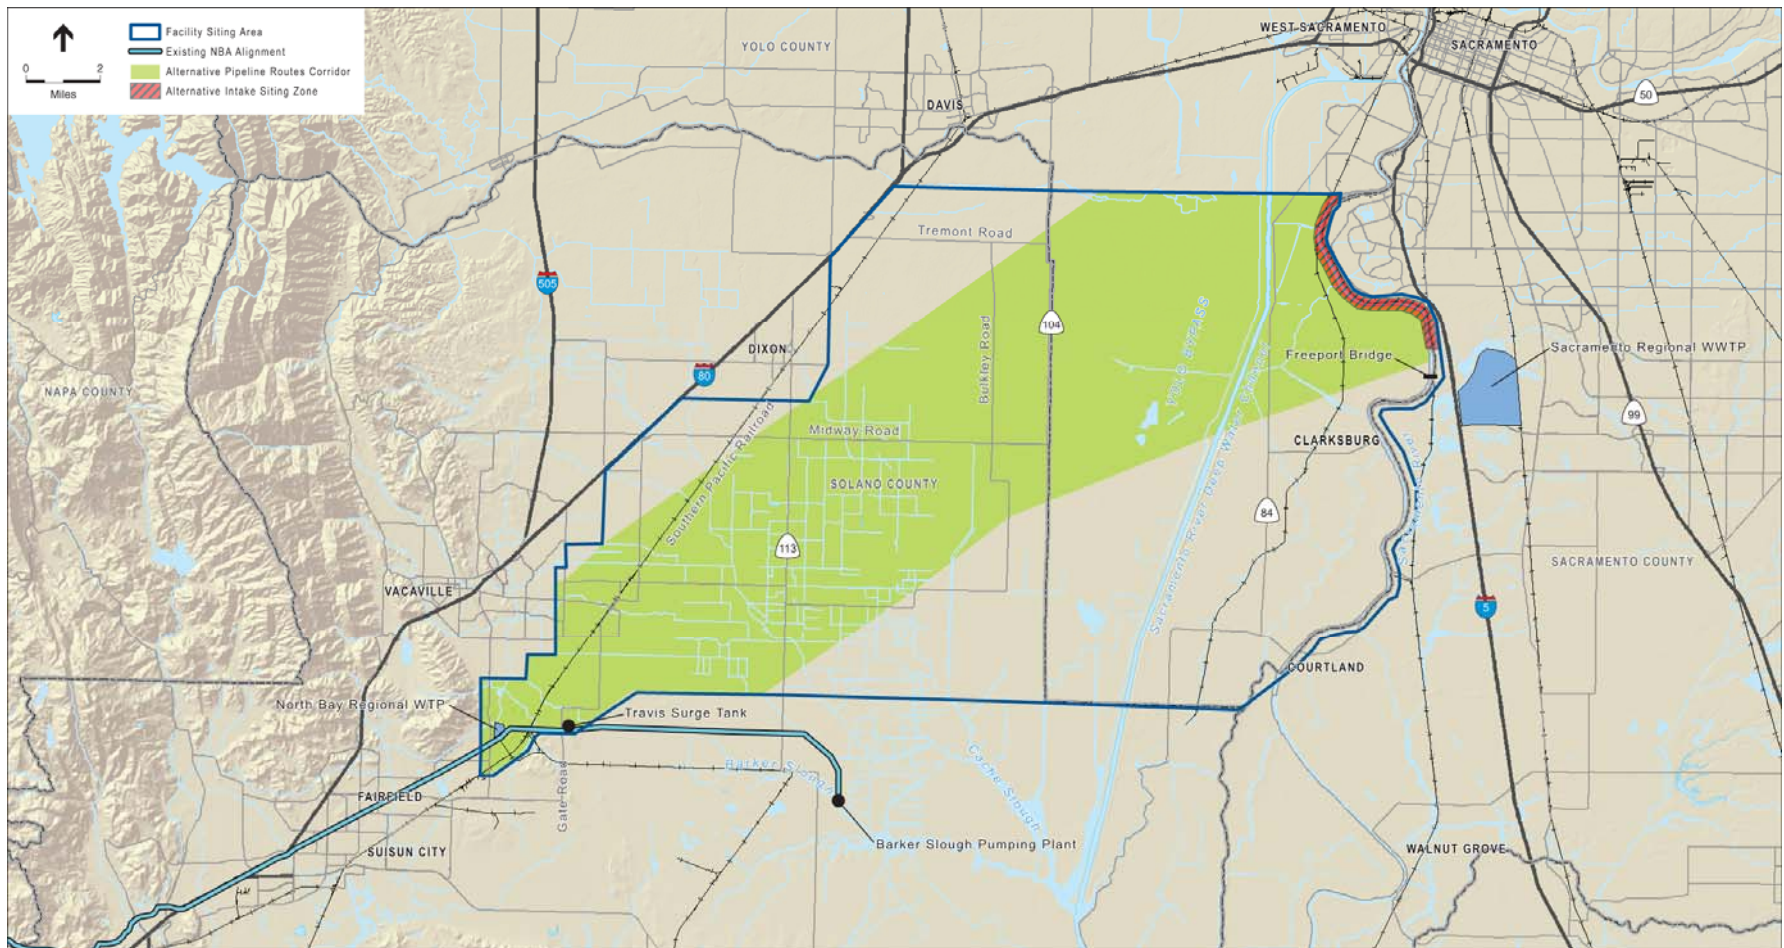 Facility Siting Area
Existing NBA Alignment
Alternative Pipeline Routes Corridor
Alternative Intake Siting Zone
0 2
Miles
YOLO COUNTY
WEST SACRAMENTO
SACRAMENTO
50
DAVIS
Tremont Road
505
104
YOLO BYPASS
Bulkley Road
DIXON
80
Freeport Bridge
Sacramento Regional WWTP
NAPA COUNTY
99
Southern Pacific Railroad
Midway Road
CLARKSBURG
SOLANO COUNTY
Sacramento River Deep Water Channel
84
113
SACRAMENTO COUNTY
VACAVILLE
5
COURTLAND
North Bay Regional WTP
Travis Surge Tank
Barker Slough
Cache Slough
Gate Road
FAIRFIELD
Barker Slough Pumping Plant
SUISUN CITY
WALNUT GROVE